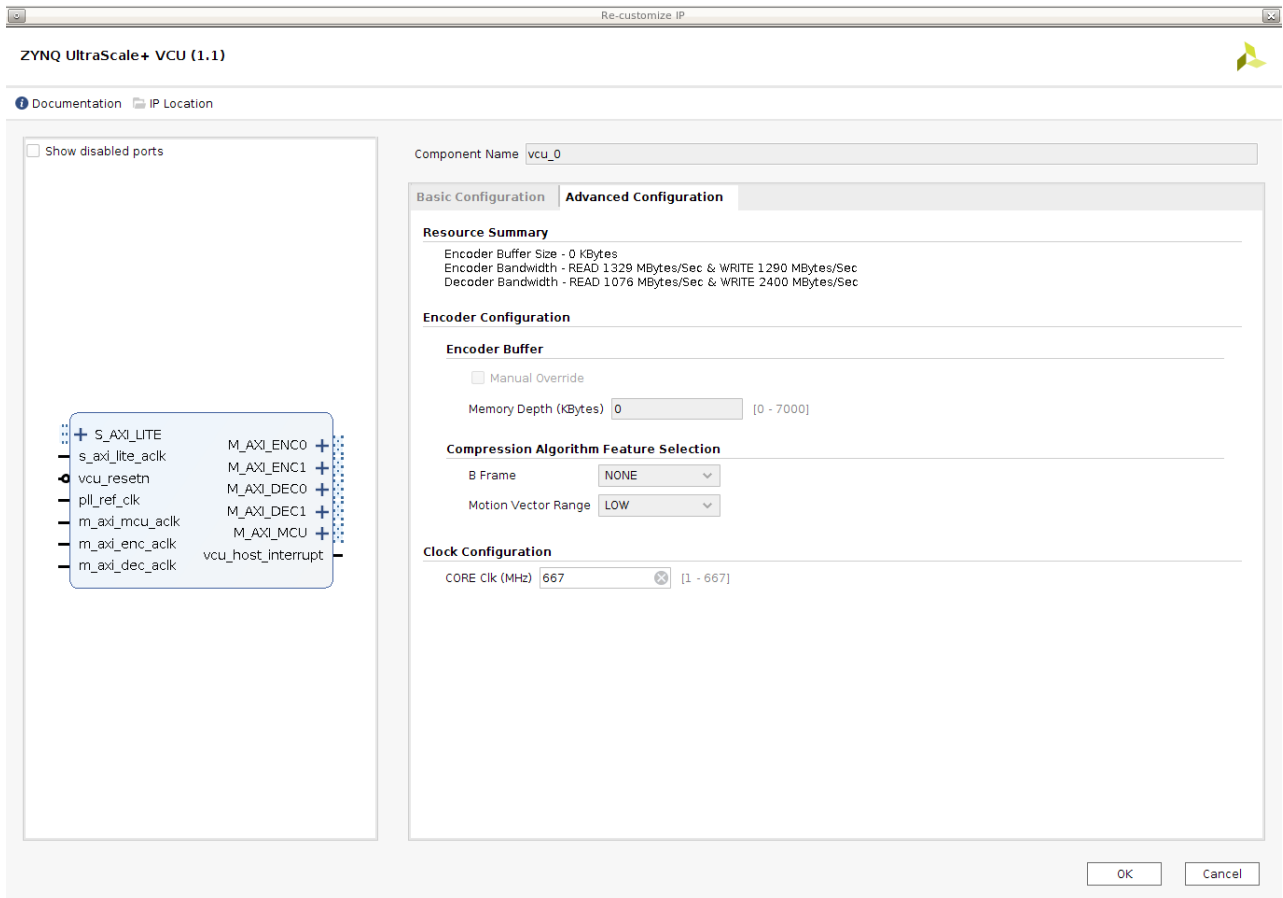 Re-customize IP
ZYNQ UltraScale+ VCU (1.1)
Documentation IP Location
Show disabled ports
S_AXI_LITE
s_axi_lite_aclk
vcu_resetn
pll_ref_clk
m_axi_mcu_aclk
m_axi_enc_aclk
m_axi_dec_aclk
M_AXI_ENC0
M_AXI_ENC1
M_AXI_DEC0
M_AXI_DEC1
M_AXI_MCU
vcu_host_interrupt
Component Name vcu_0
Basic Configuration Advanced Configuration
Resource Summary
Encoder Buffer Size - 0 KBytes
Encoder Bandwidth - READ 1329 MBytes/Sec & WRITE 1290 MBytes/Sec
Decoder Bandwidth - READ 1076 MBytes/Sec & WRITE 2400 MBytes/Sec
Encoder Configuration
Encoder Buffer
Manual Override
Memory Depth (KBytes) 0 [0 - 7000]
Compression Algorithm Feature Selection
B Frame NONE
Motion Vector Range LOW
Clock Configuration
CORE Clk (MHz) 667 [1 - 667]
OK Cancel